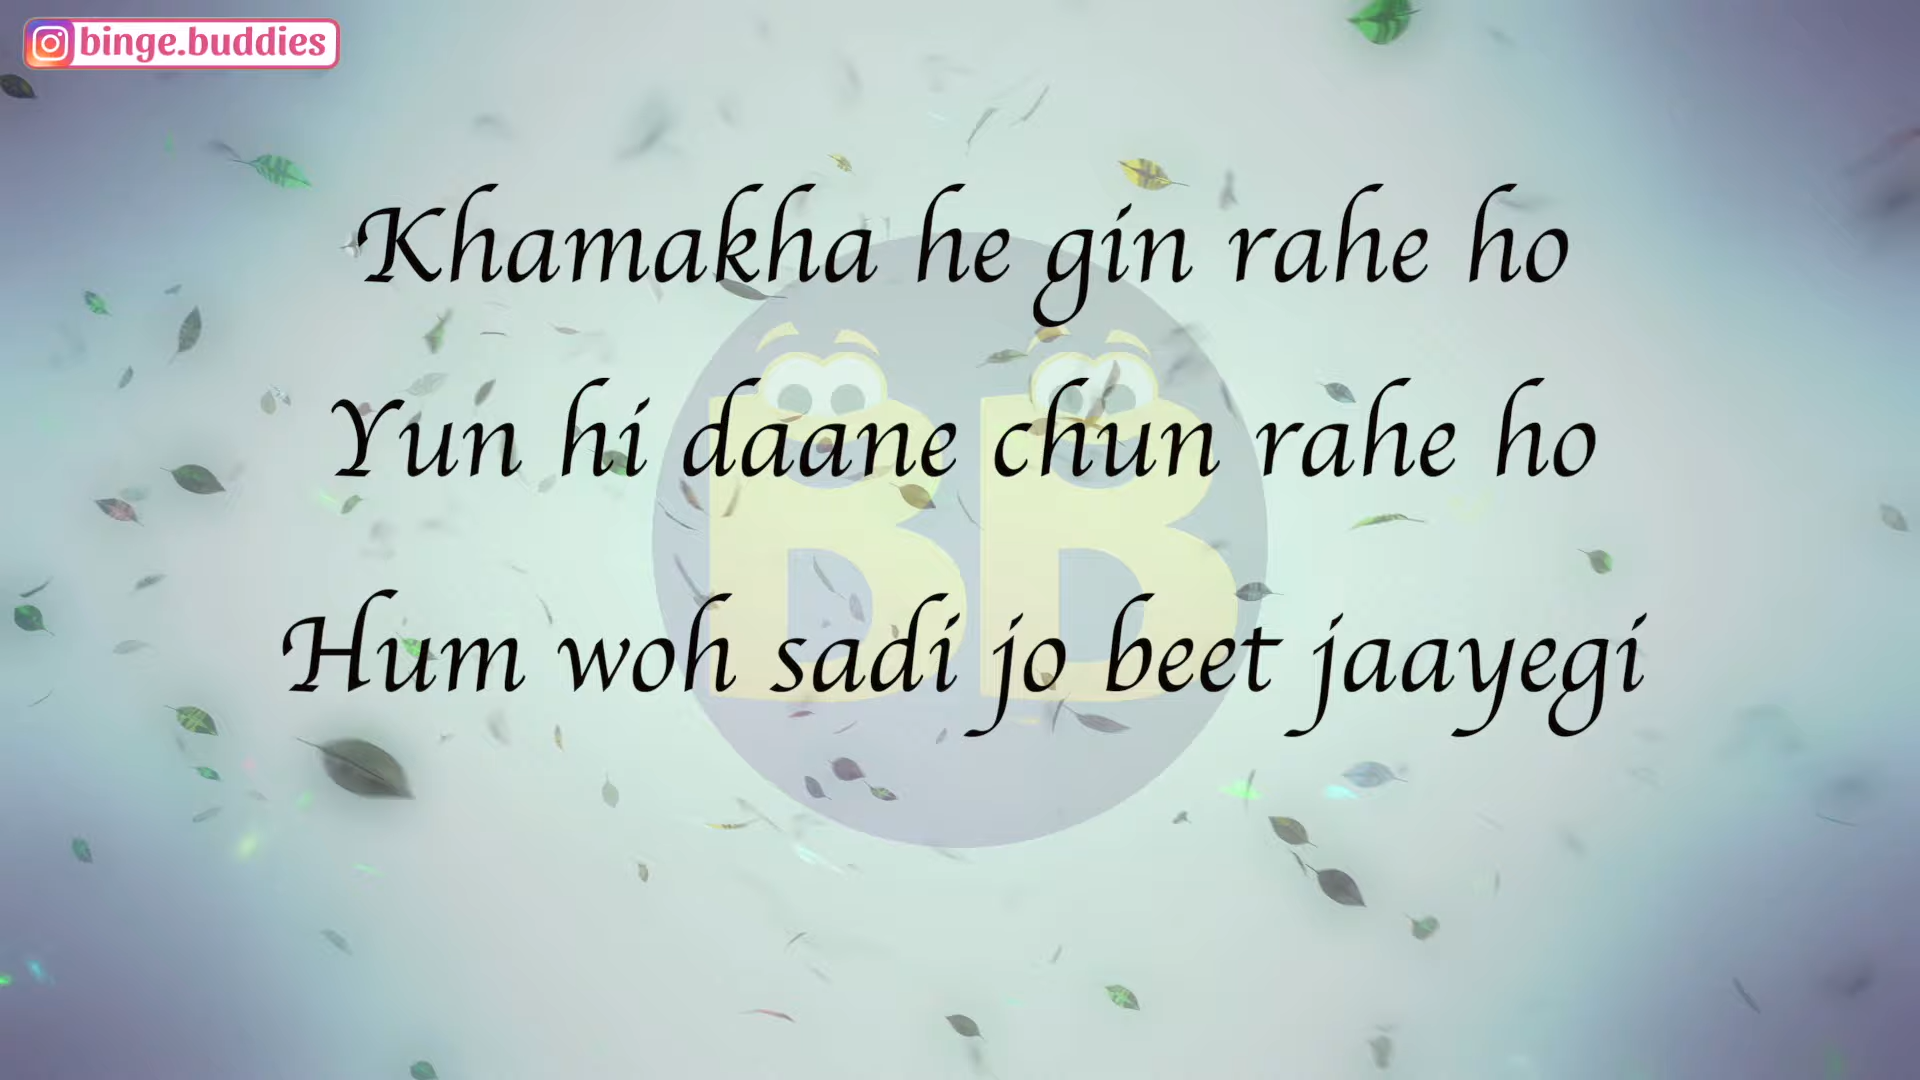 binge.buddies
Khamakha he gin rahe ho
Yun hi daane chun rahe ho
BB
Hum woh sadi jo beet jaayegi